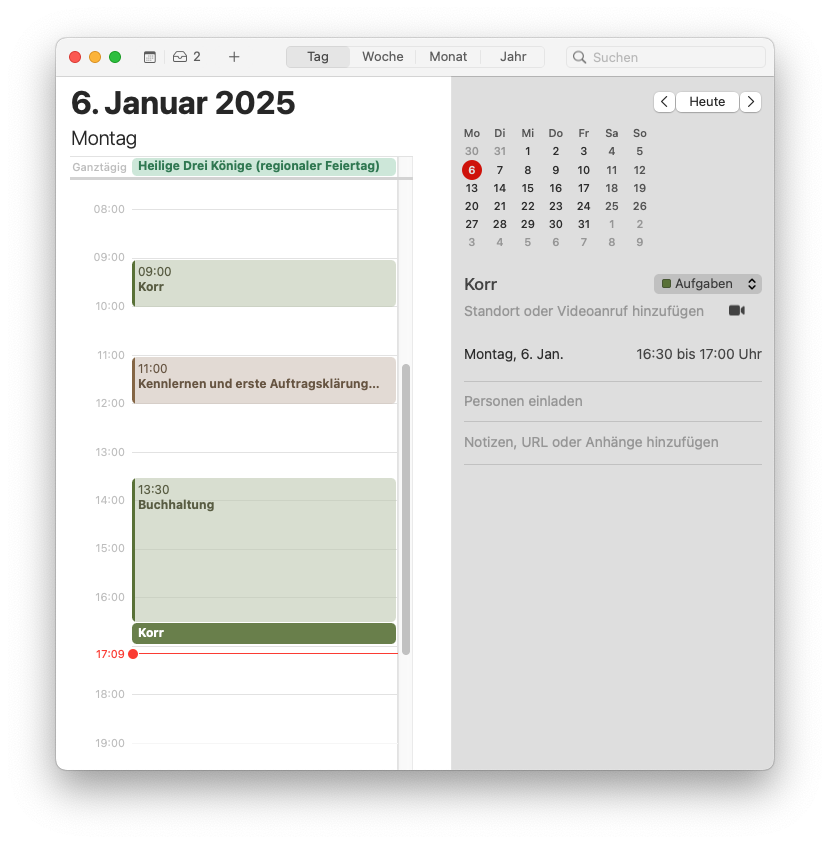 2
Tag Woche Monat Jahr
Suchen
6. Januar 2025
Montag
Ganztägig Heilige Drei Könige (regionaler Feiertag)
08:00
09:00
09:00
Korr
10:00
11:00
11:00
Kennlernen und erste Auftragsklärung...
12:00
13:00
13:30
14:00
Buchhaltung
15:00
16:00
Korr
17:09
18:00
19:00
Heute
Mo Di Mi Do Fr Sa So
30 31 1 2 3 4 5
6 7 8 9 10 11 12
13 14 15 16 17 18 19
20 21 22 23 24 25 26
27 28 29 30 31 1 2
3 4 5 6 7 8 9
Korr Aufgaben
Standort oder Videoanruf hinzufügen
Montag, 6. Jan. 16:30 bis 17:00 Uhr
Personen einladen
Notizen, URL oder Anhänge hinzufügen